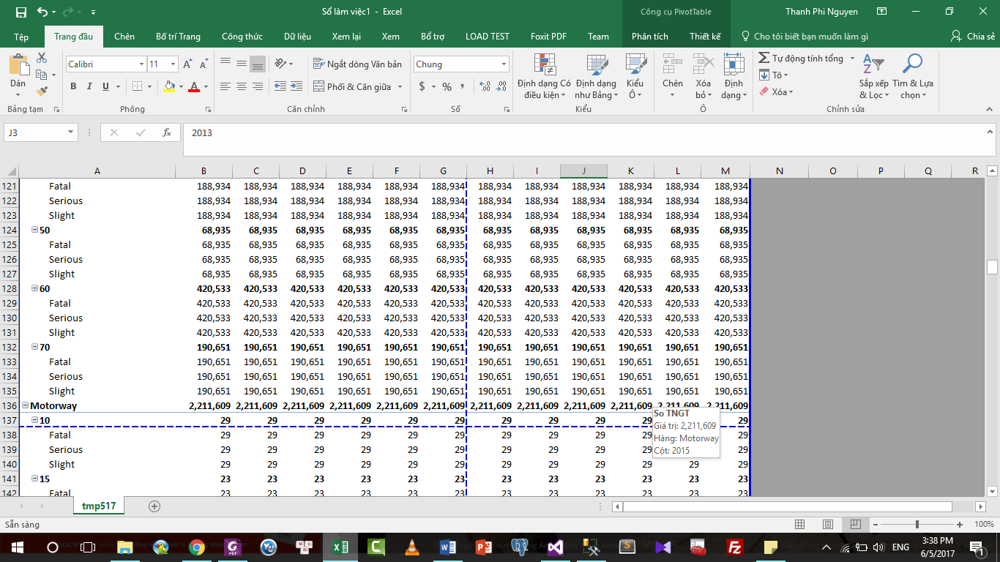 Sổ làm việc1 - Excel
Công cụ PivotTable
Thanh Phi Nguyen
Tệp Trang đầu Chèn Bố trí Trang Công thức Dữ liệu Xem lại Xem Bổ trợ LOAD TEST Foxit PDF Team Phân tích Thiết kế Cho tôi biết bạn muốn làm gì Chia sẻ
Dán
Bảng tạm
Calibri 11
B I U
Phông
Ngắt dòng Văn bản
Phối & Căn giữa
Căn chỉnh
Chung
$ % ,
Số
Định dạng Có điều kiện
Định dạng như Bảng
Kiểu Ô
Kiểu
Chèn
Xóa bỏ
Định dạng
Ô
Tự động tính tổng
Tô
Xóa
Sắp xếp & Lọc
Tìm & Lựa chọn
Chỉnh sửa
J3 fx 2013
A B C D E F G H I J K L M N O P Q R
121 Fatal 188,934 188,934 188,934 188,934 188,934 188,934 188,934 188,934 188,934 188,934 188,934 188,934
122 Serious 188,934 188,934 188,934 188,934 188,934 188,934 188,934 188,934 188,934 188,934 188,934 188,934
123 Slight 188,934 188,934 188,934 188,934 188,934 188,934 188,934 188,934 188,934 188,934 188,934 188,934
124 50 68,935 68,935 68,935 68,935 68,935 68,935 68,935 68,935 68,935 68,935 68,935 68,935
125 Fatal 68,935 68,935 68,935 68,935 68,935 68,935 68,935 68,935 68,935 68,935 68,935 68,935
126 Serious 68,935 68,935 68,935 68,935 68,935 68,935 68,935 68,935 68,935 68,935 68,935 68,935
127 Slight 68,935 68,935 68,935 68,935 68,935 68,935 68,935 68,935 68,935 68,935 68,935 68,935
128 60 420,533 420,533 420,533 420,533 420,533 420,533 420,533 420,533 420,533 420,533 420,533 420,533
129 Fatal 420,533 420,533 420,533 420,533 420,533 420,533 420,533 420,533 420,533 420,533 420,533 420,533
130 Serious 420,533 420,533 420,533 420,533 420,533 420,533 420,533 420,533 420,533 420,533 420,533 420,533
131 Slight 420,533 420,533 420,533 420,533 420,533 420,533 420,533 420,533 420,533 420,533 420,533 420,533
132 70 190,651 190,651 190,651 190,651 190,651 190,651 190,651 190,651 190,651 190,651 190,651 190,651
133 Fatal 190,651 190,651 190,651 190,651 190,651 190,651 190,651 190,651 190,651 190,651 190,651 190,651
134 Serious 190,651 190,651 190,651 190,651 190,651 190,651 190,651 190,651 190,651 190,651 190,651 190,651
135 Slight 190,651 190,651 190,651 190,651 190,651 190,651 190,651 190,651 190,651 190,651 190,651 190,651
136 Motorway 2,211,609 2,211,609 2,211,609 2,211,609 2,211,609 2,211,609 2,211,609 2,211,609 2,211,609 2,211,609 2,211,609 2,211,609
137 10 29 29 29 29 29 29 29 29 29 29 29
138 Fatal 29 29 29 29 29 29 29 29 29 29 29
139 Serious 29 29 29 29 29 29 29 29 29 29 29
140 Slight 29 29 29 29 29 29 29 29 29 29 29 29
141 15 23 23 23 23 23 23 23 23 23 23 23 23
142 Fatal 23 23 23 23 23 23 23 23 23 23 23 23
So TNGT
Giá trị: 2,211,609
Hàng: Motorway
Cột: 2015
tmp517
Sẵn sàng
100%
ENG
3:38 PM
6/5/2017
1